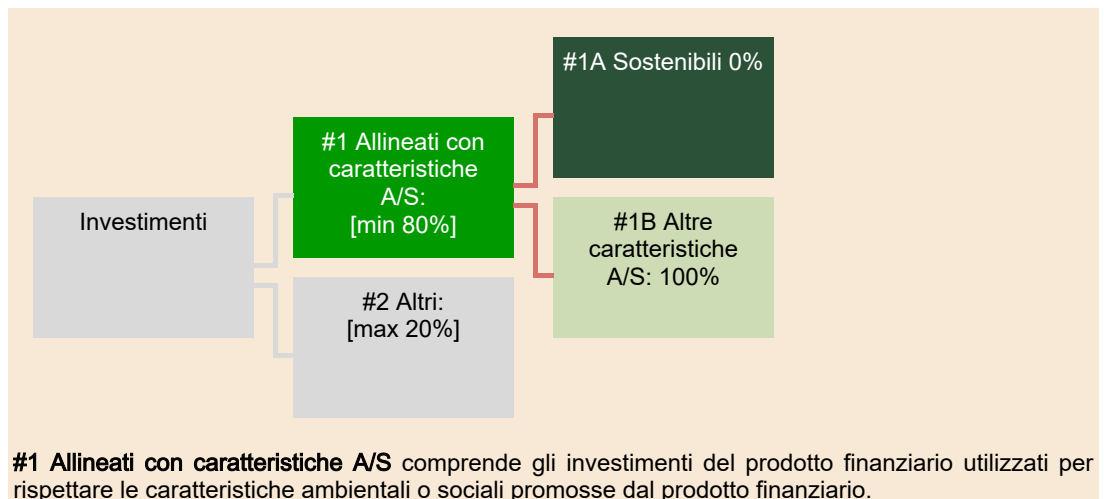 Investimenti
#1 Allineati con
caratteristiche
A/S:
[min 80%]
#2 Altri:
[max 20%]
#1A Sostenibili 0%
#1B Altre
caratteristiche
A/S: 100%
#1 Allineati con caratteristiche A/S comprende gli investimenti del prodotto finanziario utilizzati per
rispettare le caratteristiche ambientali o sociali promosse dal prodotto finanziario.